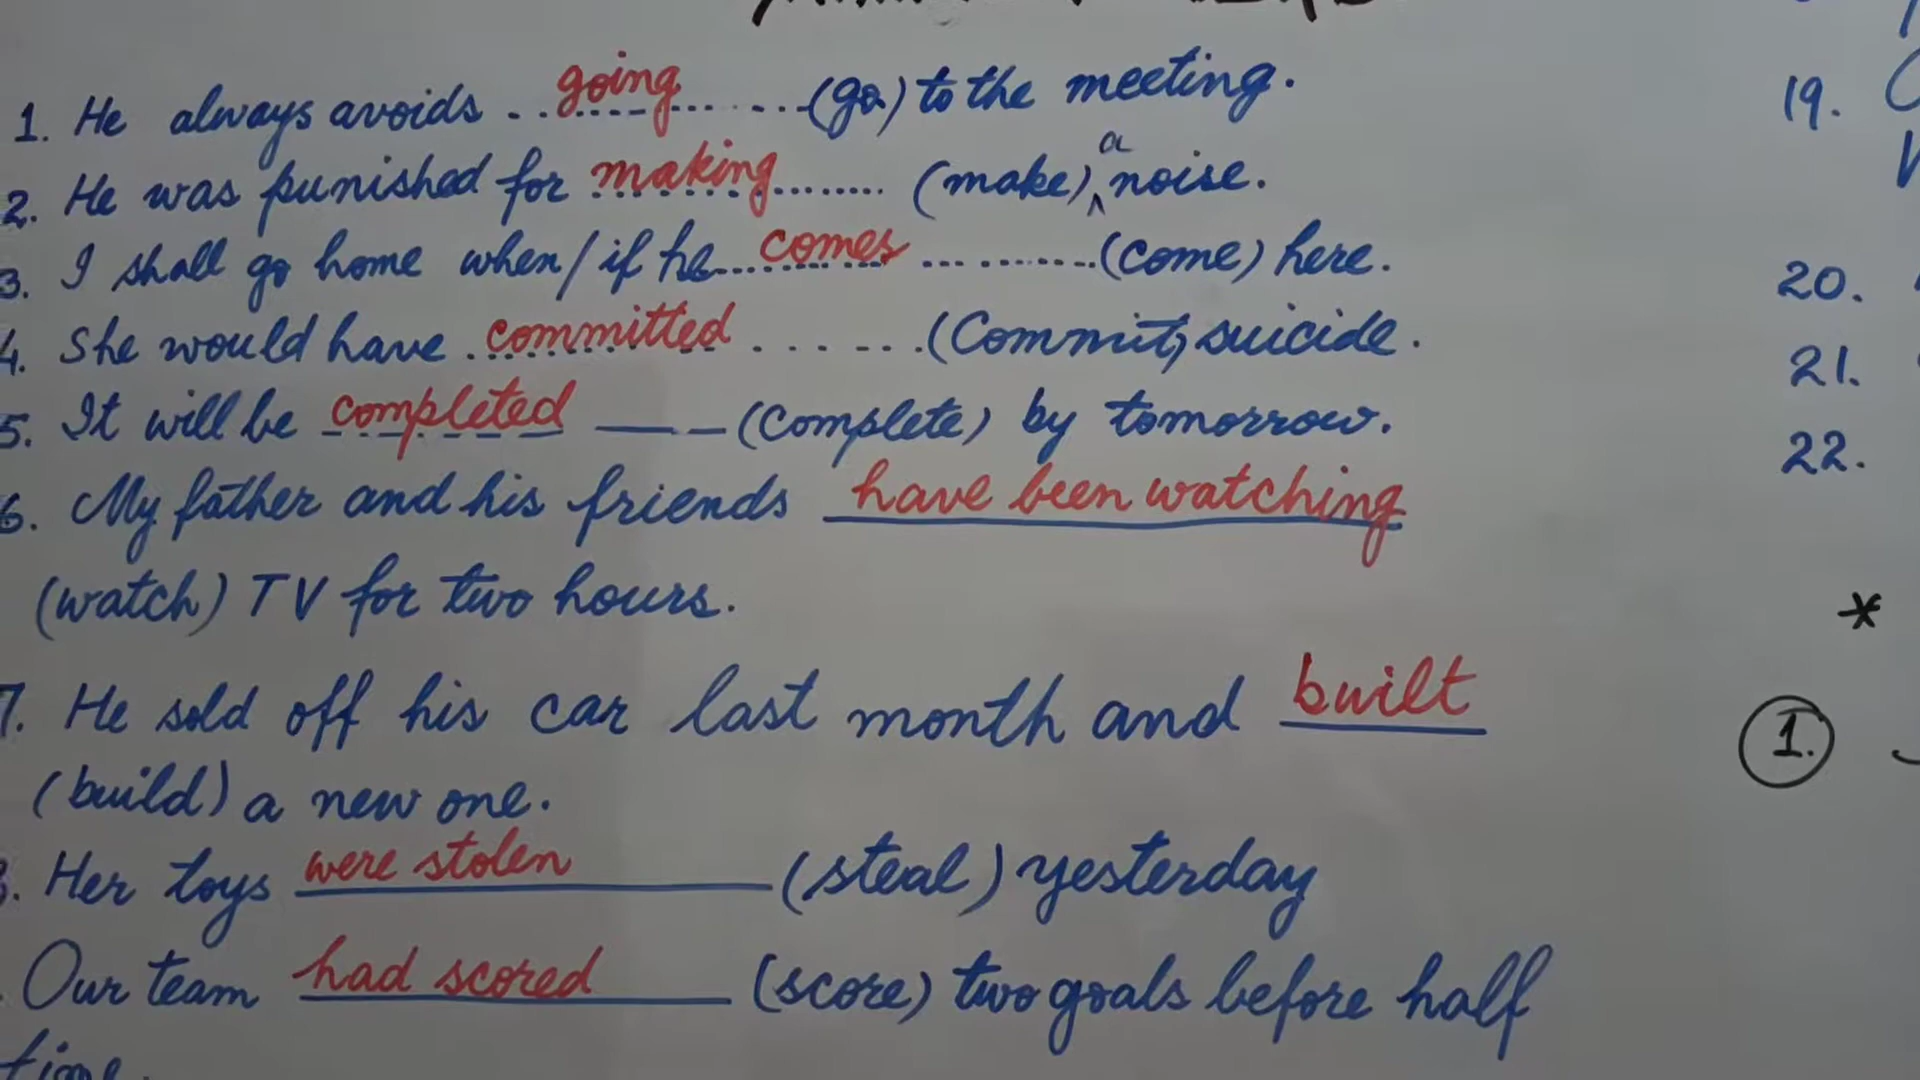 1. He always avoids ..going.......(go) to the meeting.
2. He was punished for making....... (make) a noise.
3. I shall go home when/if he...comes.........(come) here.
4. She would have .committed.......(Commit) suicide.
5. It will be completed ——— (Complete) by tomorrow.
6. My father and his friends have been watching
(watch) TV for two hours.
7. He sold off his car last month and built
(build) a new one.
8. Her toys were stolen (steal) yesterday
Our team had scored (score) two goals before half
time.
19.
20.
21.
22.
*
1.